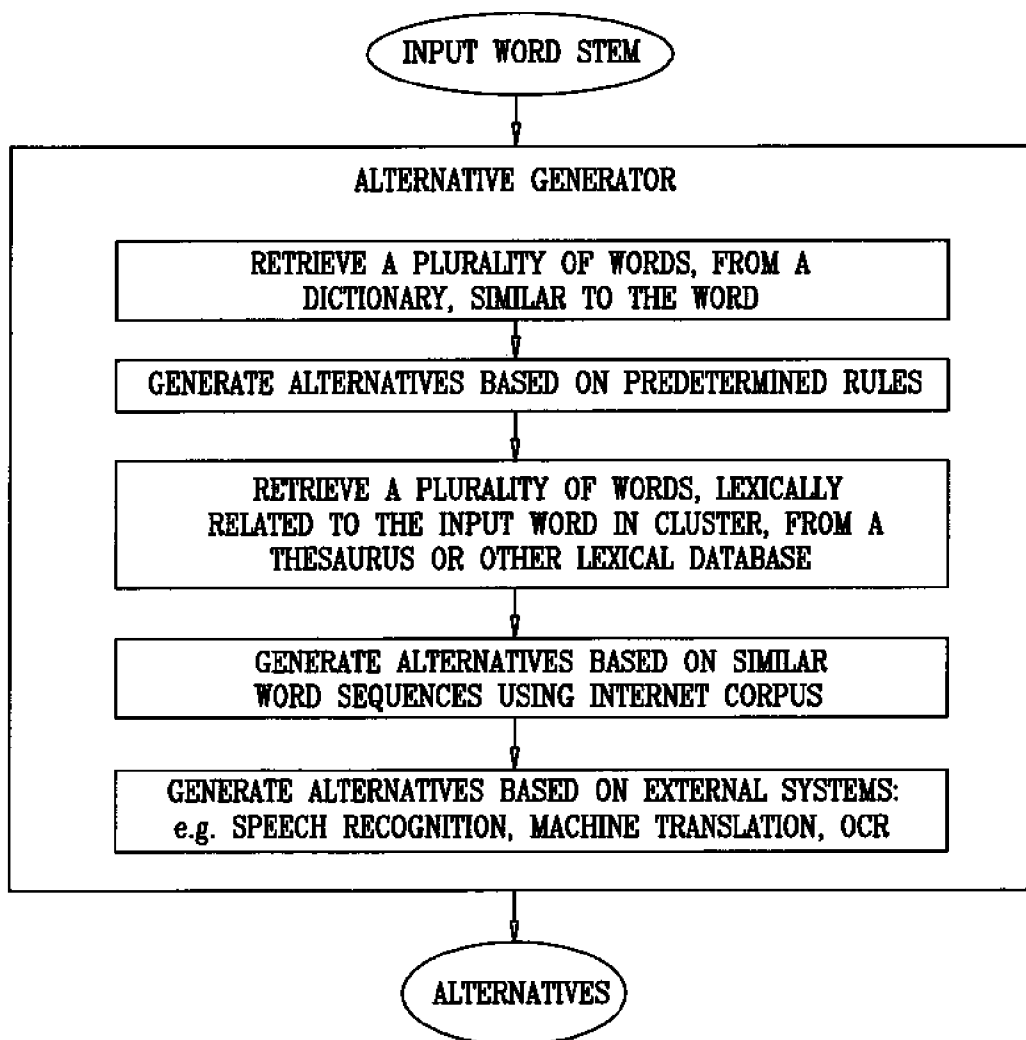 INPUT WORD STEM
ALTERNATIVE GENERATOR
RETRIEVE A PLURALITY OF WORDS, FROM A
DICTIONARY, SIMILAR TO THE WORD
GENERATE ALTERNATIVES BASED ON PREDETERMINED RULES
RETRIEVE A PLURALITY OF WORDS, LEXICALLY
RELATED TO THE INPUT WORD IN CLUSTER, FROM A
THESAURUS OR OTHER LEXICAL DATABASE
GENERATE ALTERNATIVES BASED ON SIMILAR
WORD SEQUENCES USING INTERNET CORPUS
GENERATE ALTERNATIVES BASED ON EXTERNAL SYSTEMS:
e.g. SPEECH RECOGNITION, MACHINE TRANSLATION, OCR
ALTERNATIVES